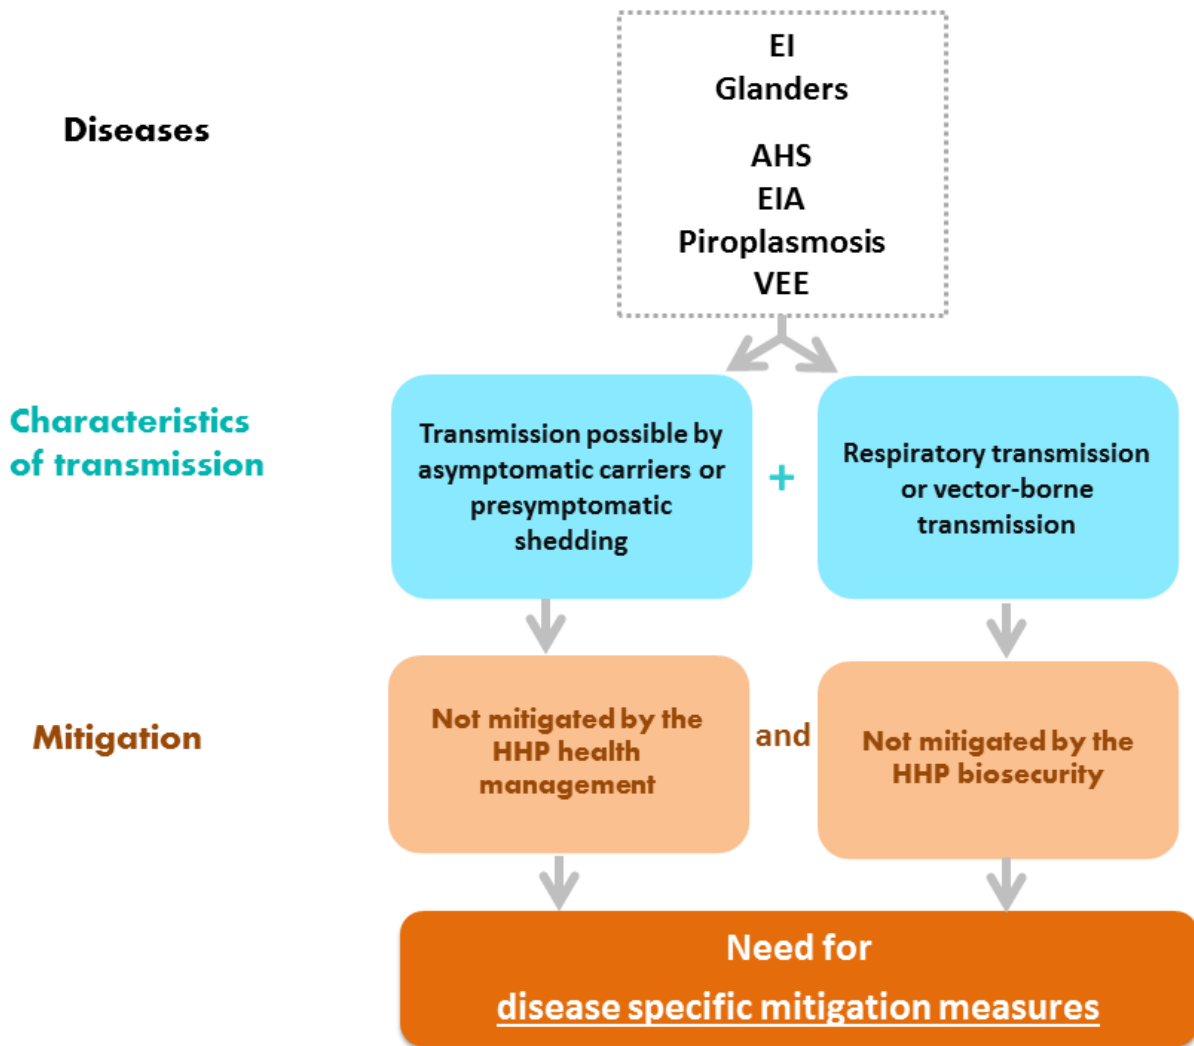 Diseases
EI
Glanders
AHS
EIA
Piroplasmosis
VEE
Characteristics
of transmission
Transmission possible by
asymptomatic carriers or
presymptomatic
shedding
+
Respiratory transmission
or vector-borne
transmission
Mitigation
Not mitigated by the
HHP health
management
and
Not mitigated by the
HHP biosecurity
Need for
disease specific mitigation measures